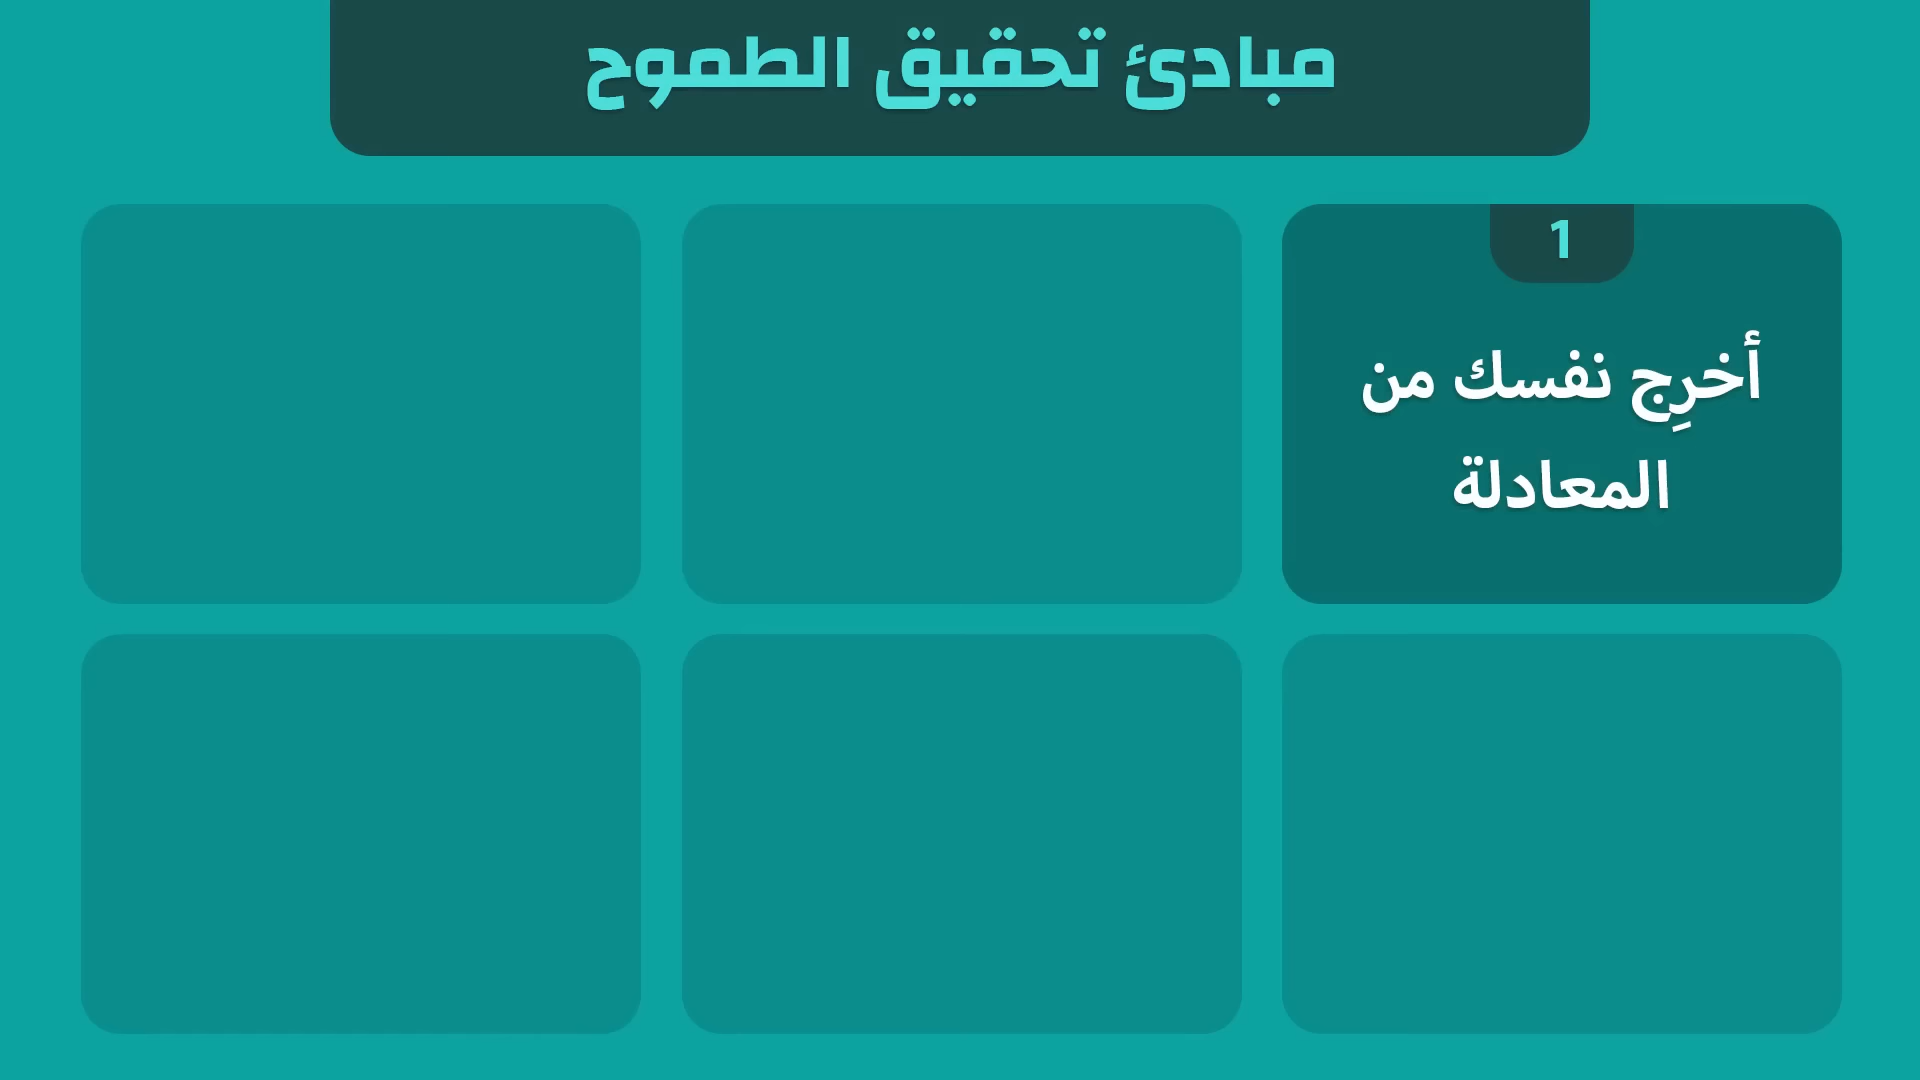 مبادئ تحقيق الطموح
1
أخرِج نفسك من
المعادلة